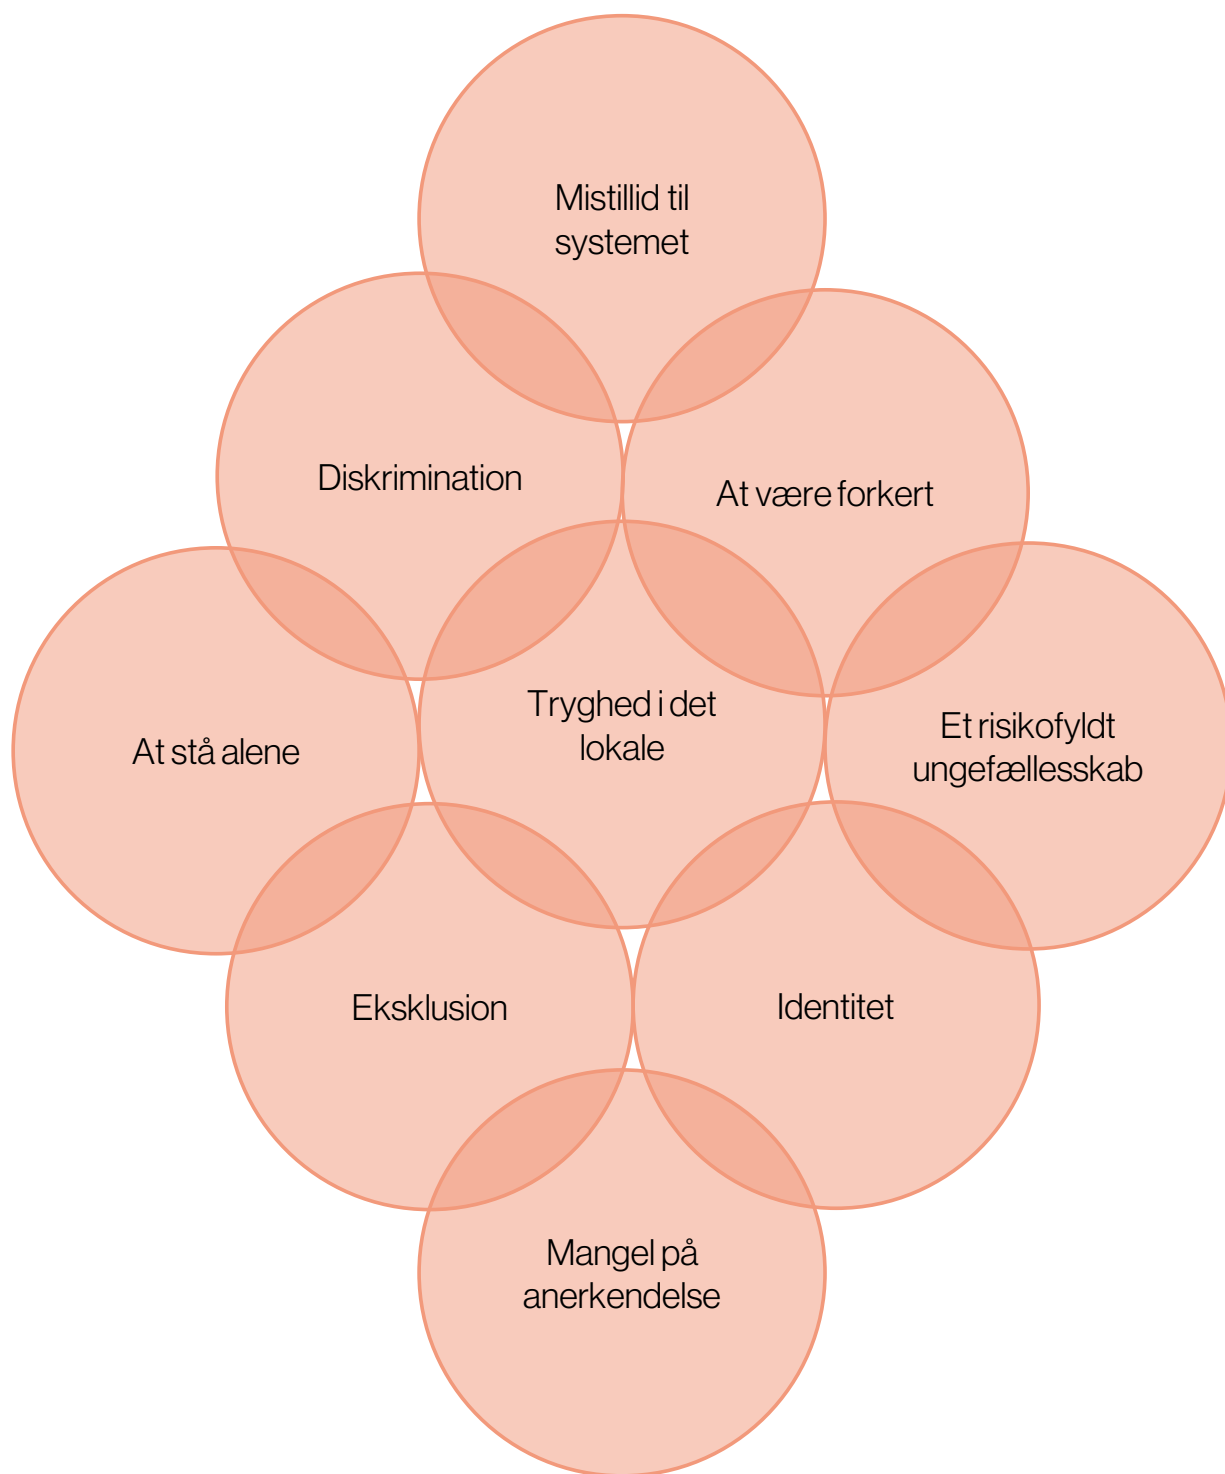 Mistillid til
systemet
Diskrimination
At være forkert
Tryghed i det
lokale
At stå alene
Et risikofyldt
ungefællesskab
Eksklusion
Identitet
Mangel på
anerkendelse